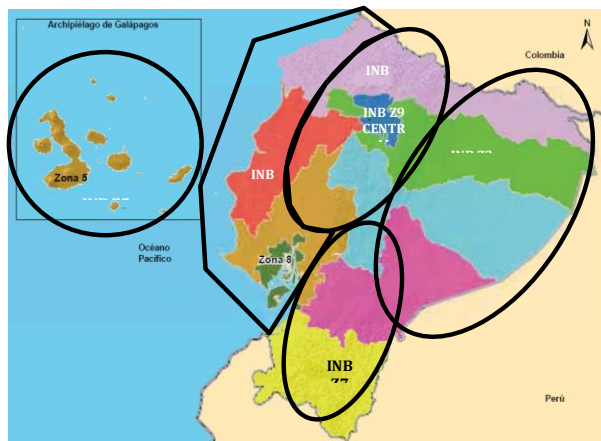 Archipiélago de Galápagos
N
Colombia
INB
INB Z9
CENTR
INB
Zona 5
Océano
Pacífico
Zona 8
INB
Perú